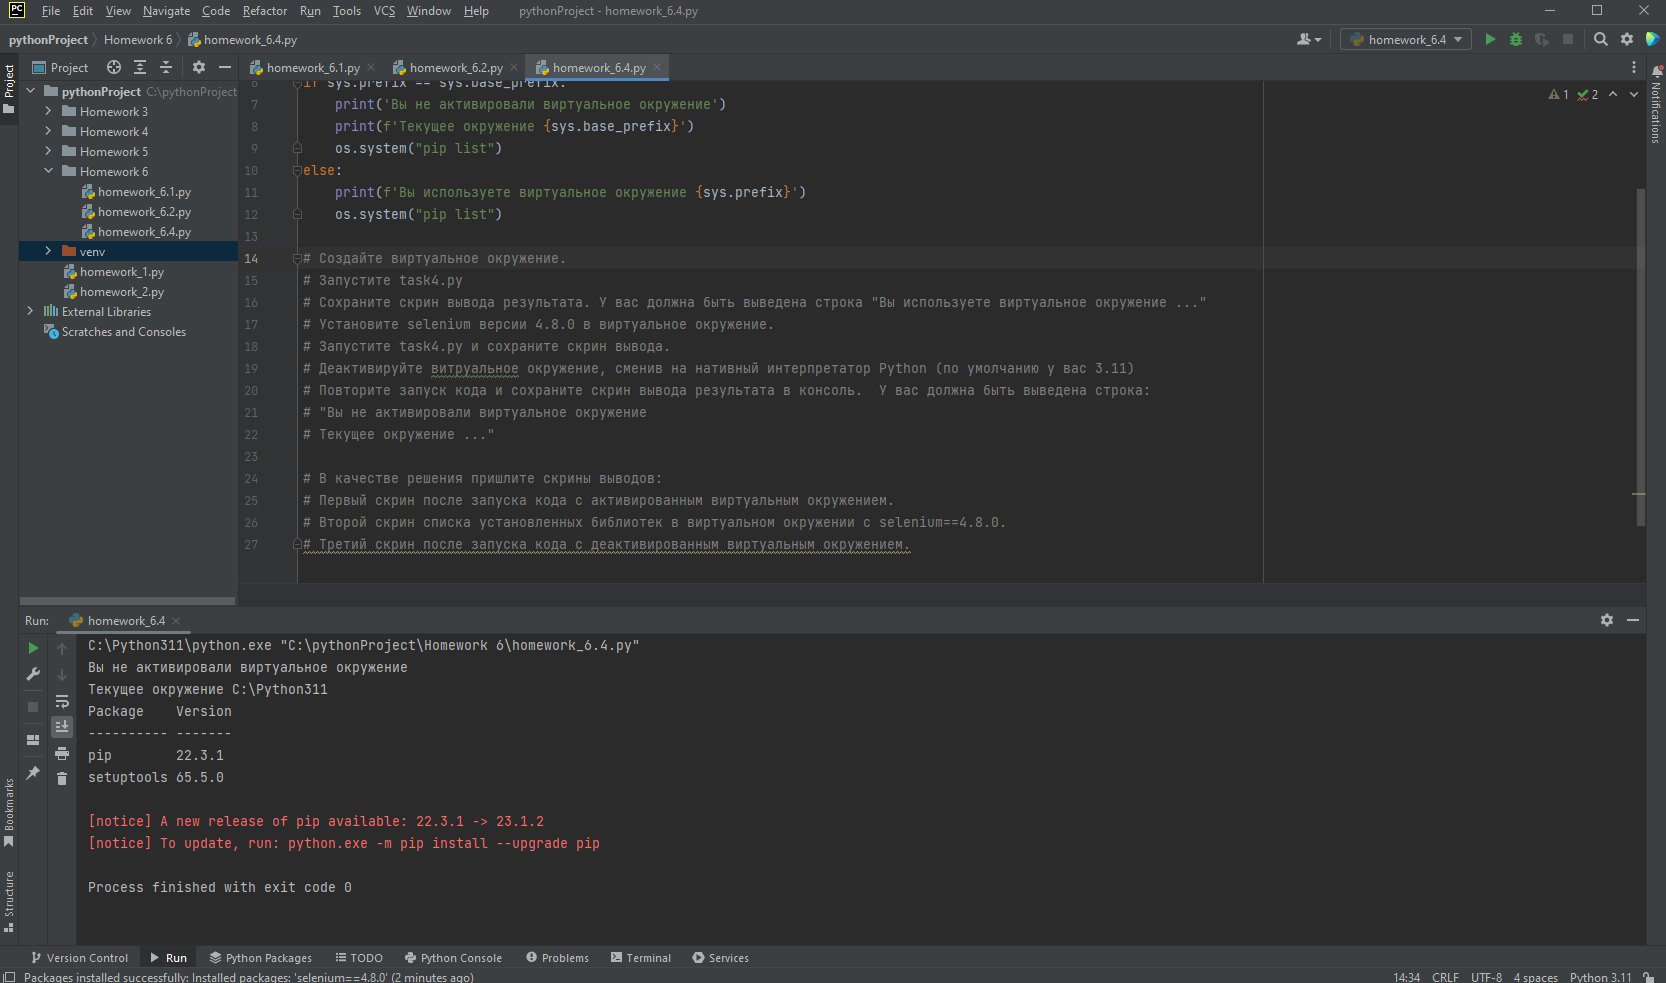 PC File Edit View Navigate Code Refactor Run Tools VCS Window Help pythonProject - homework_6.4.py
pythonProject Homework 6 homework_6.4.py homework_6.4
Project homework_6.1.py homework_6.2.py homework_6.4.py
Project
Notifications
Bookmarks
Structure
pythonProject C:\pythonProject
Homework 3
Homework 4
Homework 5
Homework 6
homework_6.1.py
homework_6.2.py
homework_6.4.py
venv
homework_1.py
homework_2.py
External Libraries
Scratches and Consoles
1 2
6 if sys.prefix == sys.base_prefix:
7 print('Вы не активировали виртуальное окружение')
8 print(f'Текущее окружение {sys.base_prefix}')
9 os.system("pip list")
10 else:
11 print(f'Вы используете виртуальное окружение {sys.prefix}')
12 os.system("pip list")
13
14 # Создайте виртуальное окружение.
15 # Запустите task4.py
16 # Сохраните скрин вывода результата. У вас должна быть выведена строка "Вы используете виртуальное окружение ..."
17 # Установите selenium версии 4.8.0 в виртуальное окружение.
18 # Запустите task4.py и сохраните скрин вывода.
19 # Деактивируйте витруальное окружение, сменив на нативный интерпретатор Python (по умолчанию у вас 3.11)
20 # Повторите запуск кода и сохраните скрин вывода результата в консоль.  У вас должна быть выведена строка:
21 # "Вы не активировали виртуальное окружение
22 # Текущее окружение ..."
23
24 # В качестве решения пришлите скрины выводов:
25 # Первый скрин после запуска кода с активированным виртуальным окружением.
26 # Второй скрин списка установленных библиотек в виртуальном окружении с selenium==4.8.0.
27 # Третий скрин после запуска кода с деактивированным виртуальным окружением.
Run: homework_6.4
C:\Python311\python.exe "C:\pythonProject\Homework 6\homework_6.4.py"
Вы не активировали виртуальное окружение
Текущее окружение C:\Python311
Package    Version
---------- -------
pip        22.3.1
setuptools 65.5.0
[notice] A new release of pip available: 22.3.1 -> 23.1.2
[notice] To update, run: python.exe -m pip install --upgrade pip
Process finished with exit code 0
Version Control Run Python Packages TODO Python Console Problems Terminal Services
Packages installed successfully: Installed packages: 'selenium==4.8.0' (2 minutes ago) 14:34 CRLF UTF-8 4 spaces Python 3.11